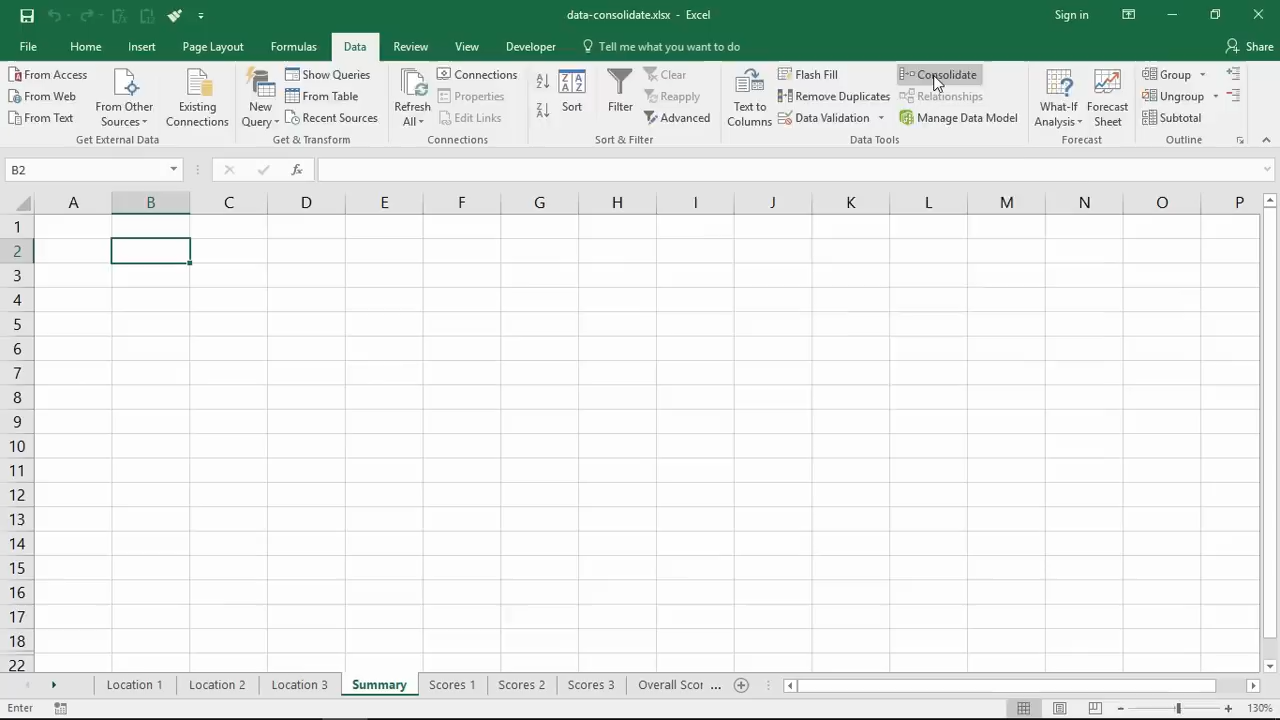 data-consolidate.xlsx - Excel
Sign in
File Home Insert Page Layout Formulas Data Review View Developer Tell me what you want to do Share
From Access
From Web
From Text
From Other Sources
Existing Connections
Get External Data
New Query
Show Queries
From Table
Recent Sources
Get & Transform
Refresh All
Connections
Properties
Edit Links
Connections
Sort
Filter
Clear
Reapply
Advanced
Sort & Filter
Text to Columns
Flash Fill
Remove Duplicates
Data Validation
Consolidate
Relationships
Manage Data Model
Data Tools
What-If Analysis
Forecast Sheet
Forecast
Group
Ungroup
Subtotal
Outline
B2
fx
A B C D E F G H I J K L M N O P
1
2
3
4
5
6
7
8
9
10
11
12
13
14
15
16
17
18
22
Location 1 Location 2 Location 3 Summary Scores 1 Scores 2 Scores 3 Overall Scor ...
Enter
130%